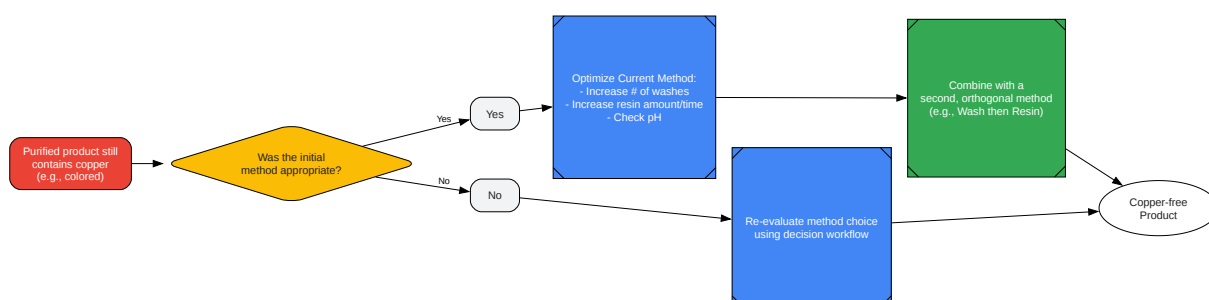 Purified product still
contains copper
(e.g., colored)
Was the initial
method appropriate?
Yes
No
Yes
No
Optimize Current Method:
- Increase # of washes
- Increase resin amount/time
- Check pH
Re-evaluate method choice
using decision workflow
Combine with a
second, orthogonal method
(e.g., Wash then Resin)
Copper-free
Product